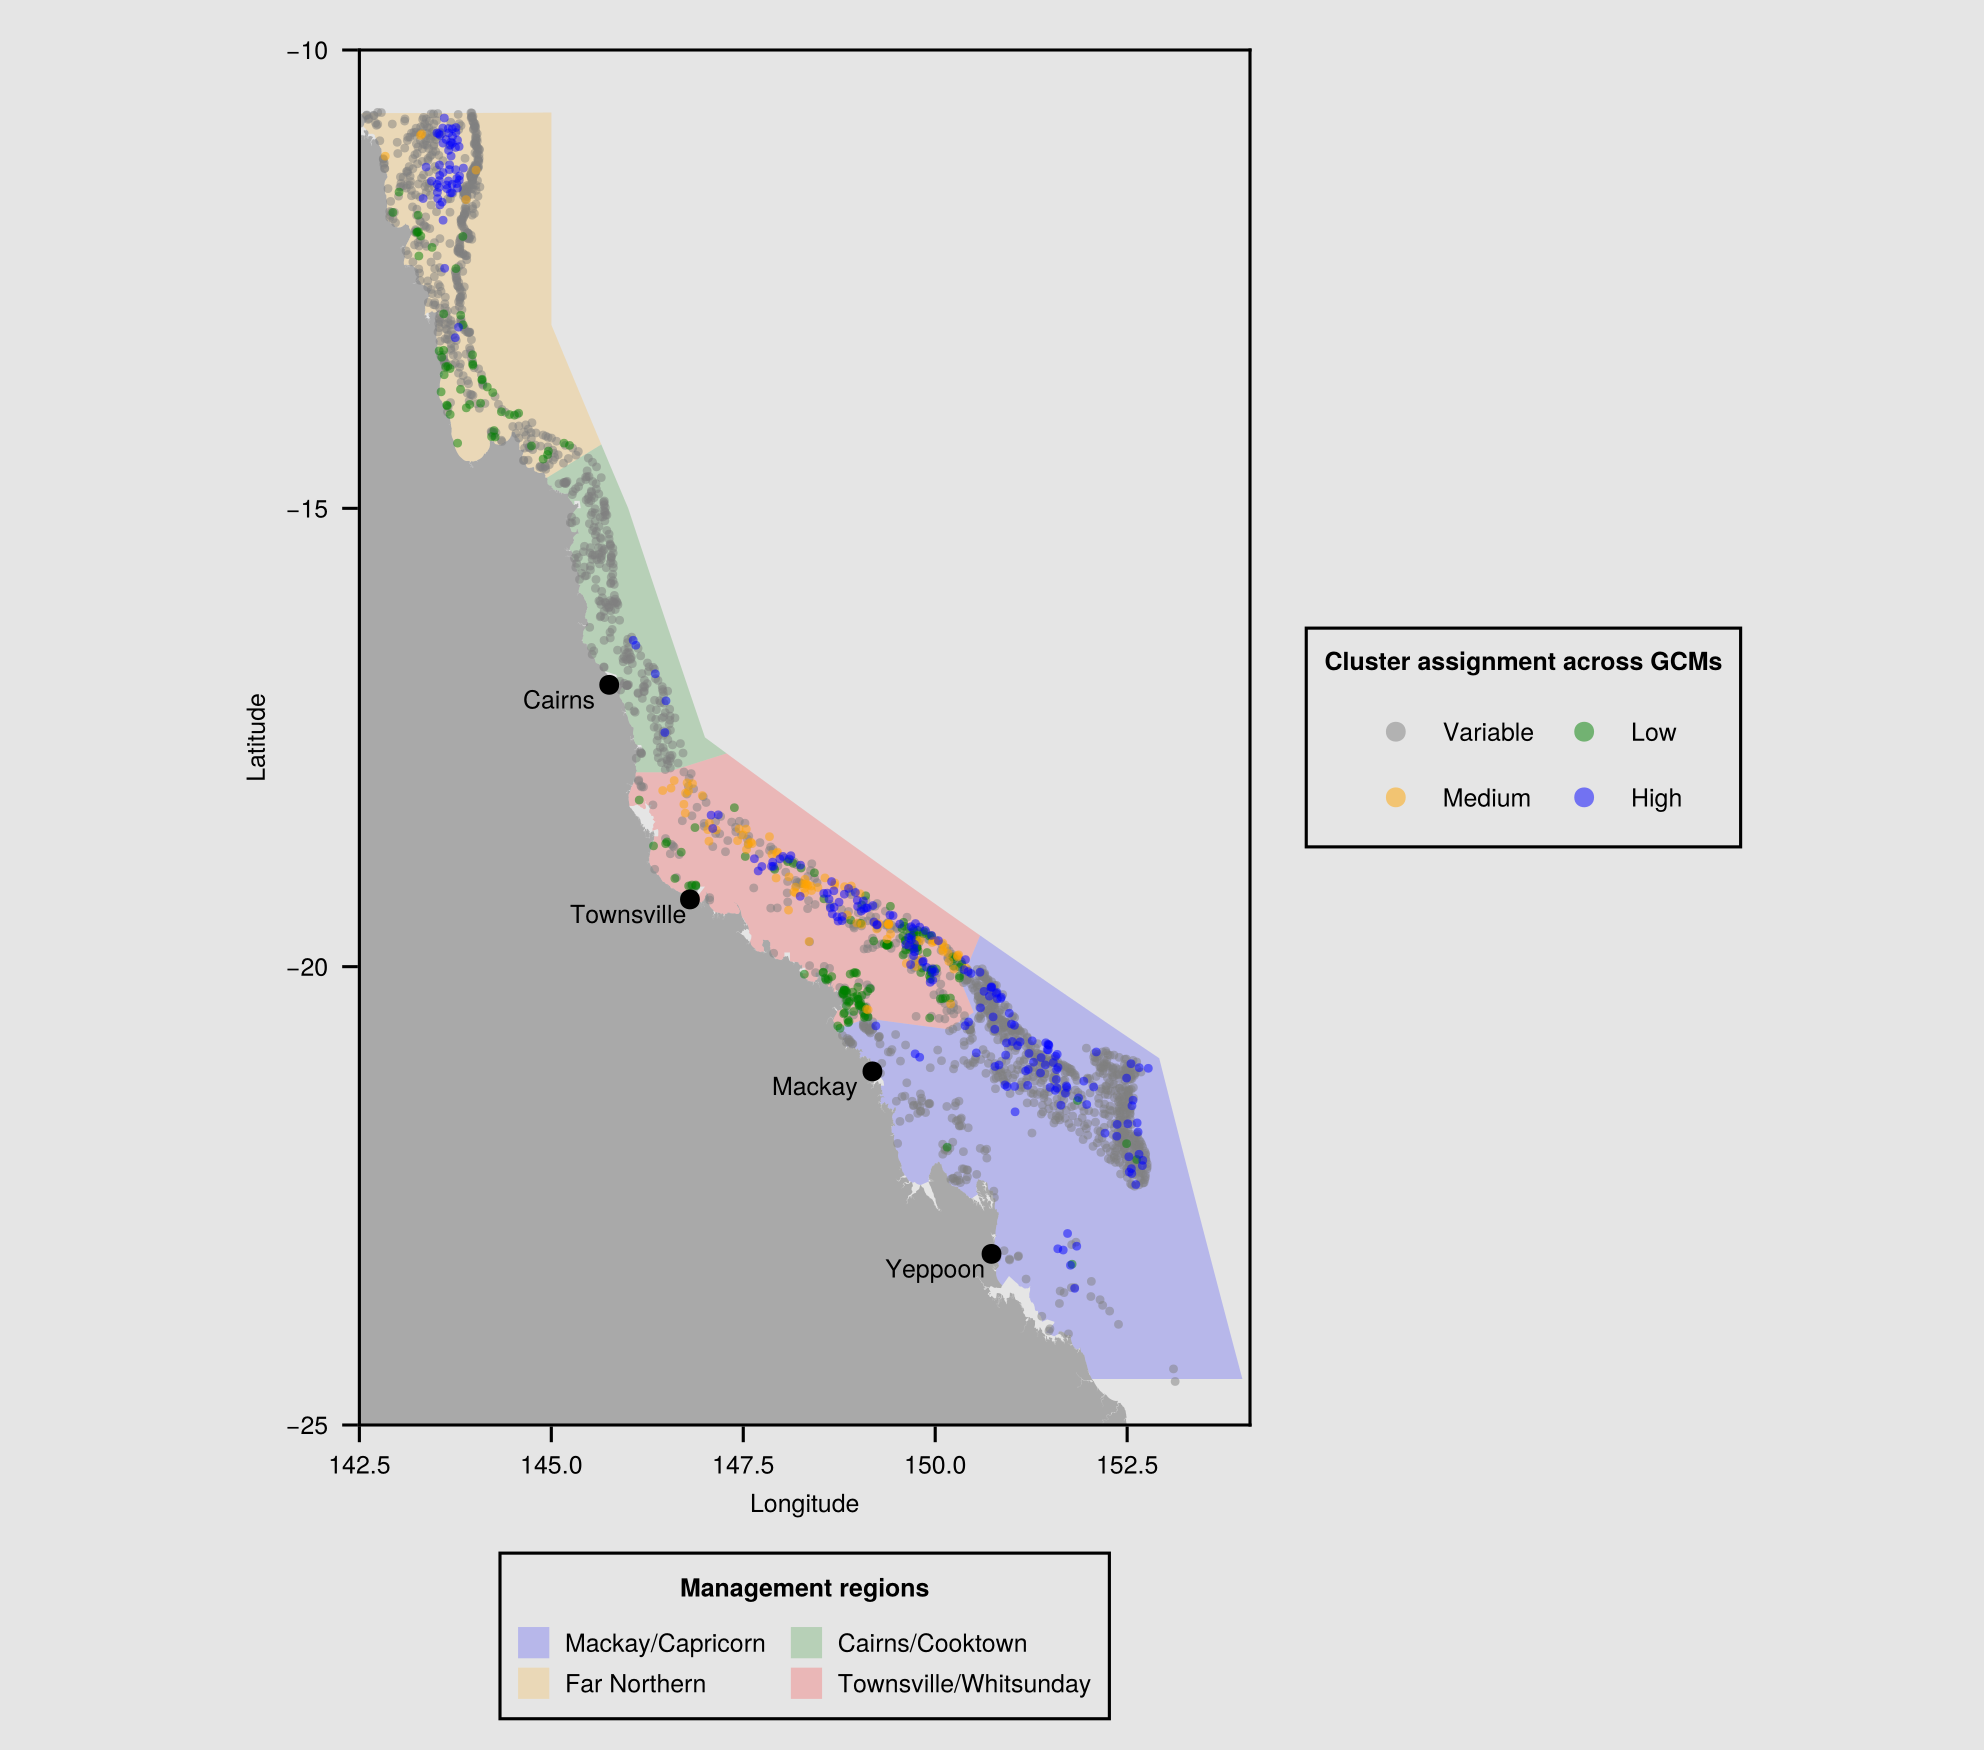 −10
−15
−20
−25
Latitude
Cairns
Townsville
Mackay
Yeppoon
142.5 145.0 147.5 150.0 152.5
Longitude
Cluster assignment across GCMs
Variable Low
Medium High
Management regions
Mackay/Capricorn Cairns/Cooktown
Far Northern Townsville/Whitsunday